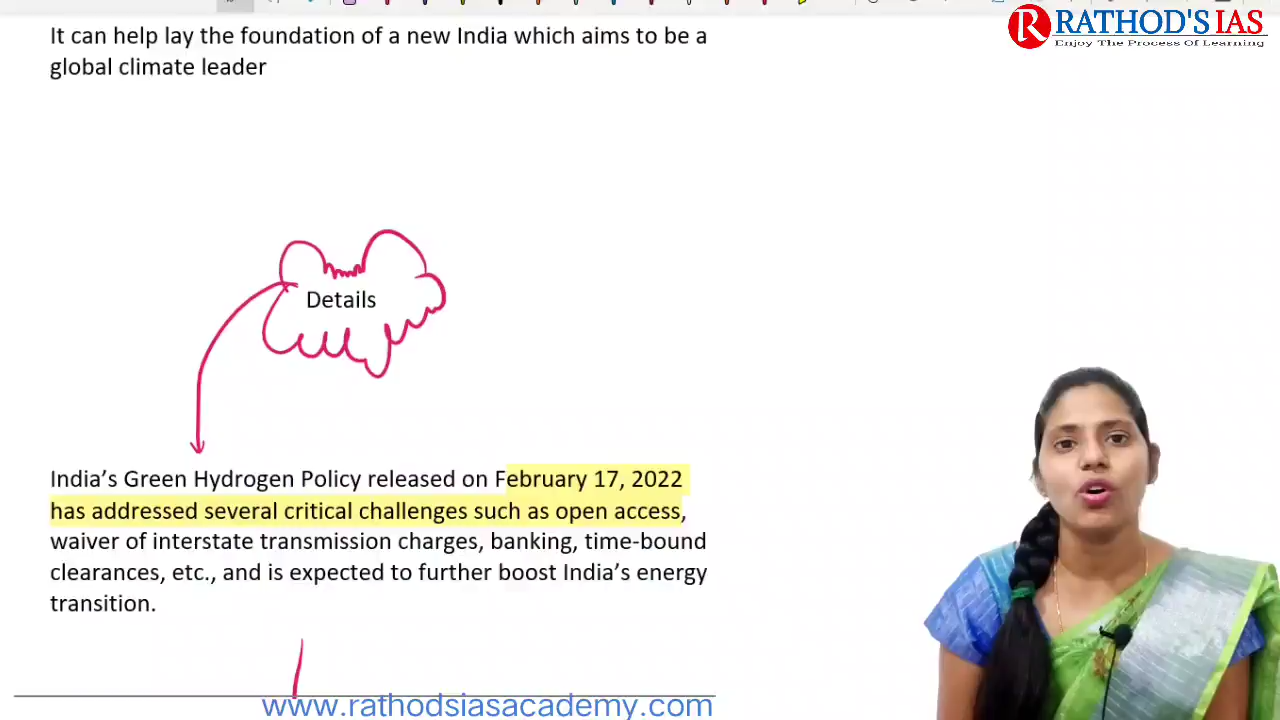 It can help lay the foundation of a new India which aims to be a
global climate leader
RATHOD'S IAS
Enjoy The Process Of Learning
Details
India’s Green Hydrogen Policy released on February 17, 2022
has addressed several critical challenges such as open access,
waiver of interstate transmission charges, banking, time-bound
clearances, etc., and is expected to further boost India’s energy
transition.
www.rathodsiasacademy.com